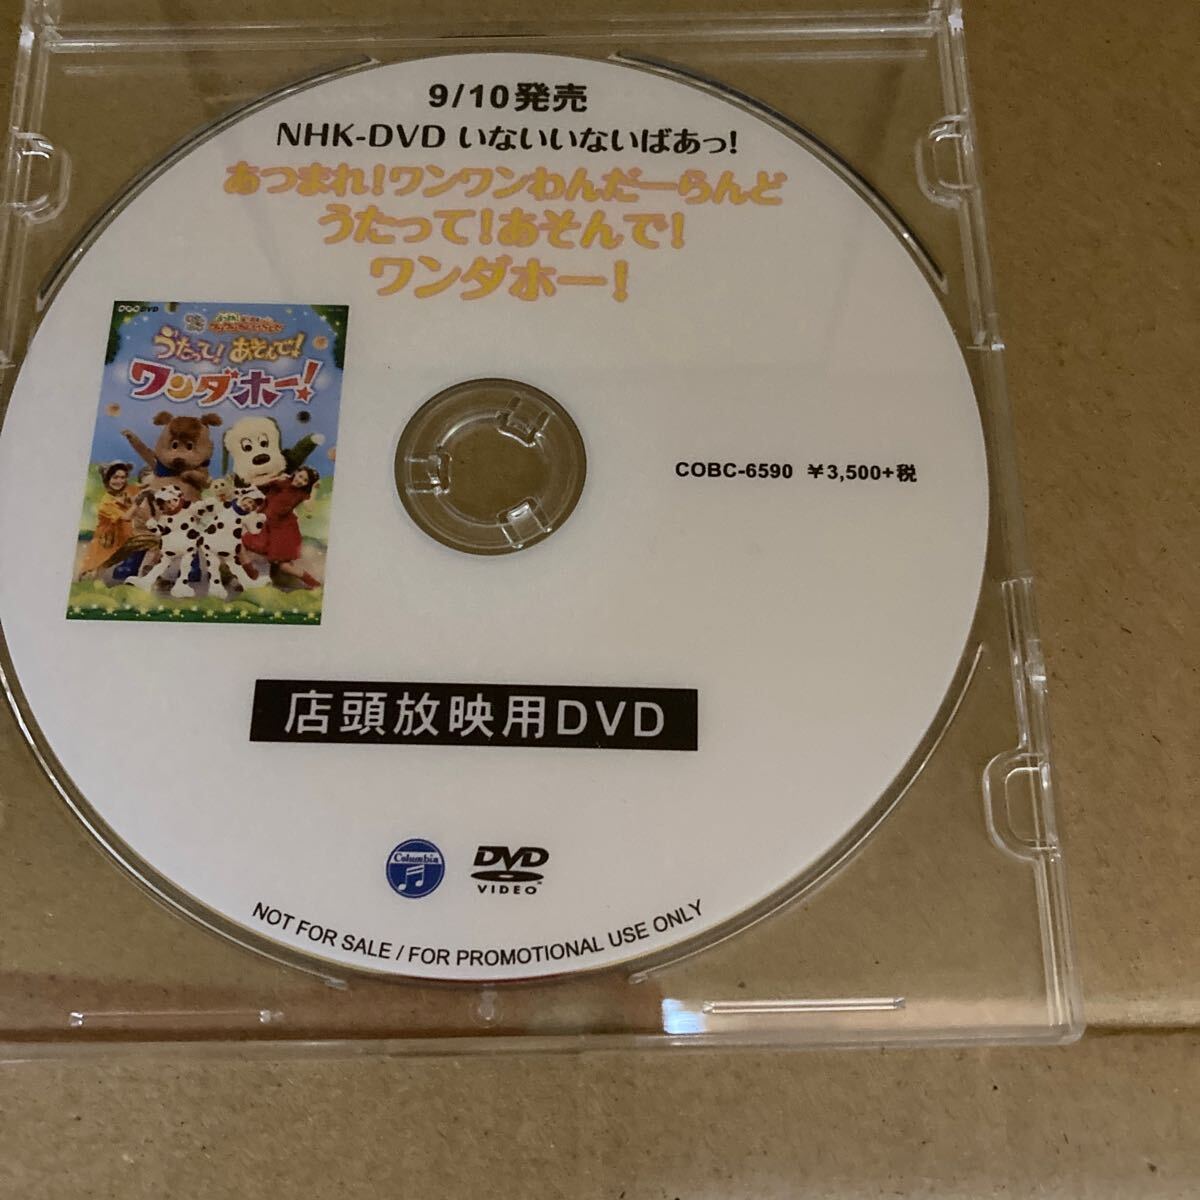 9/10発売
NHK-DVD いないいないばあっ!
あつまれ!ワンワンわんだーらんど
うたって!あそんで!
ワンダホー!
NHK DVD
うたって!あそんで!
ワンダホー!
COBC-6590 ¥3,500+税
店頭放映用DVD
Columbia
DVD
VIDEO
NOT FOR SALE / FOR PROMOTIONAL USE ONLY